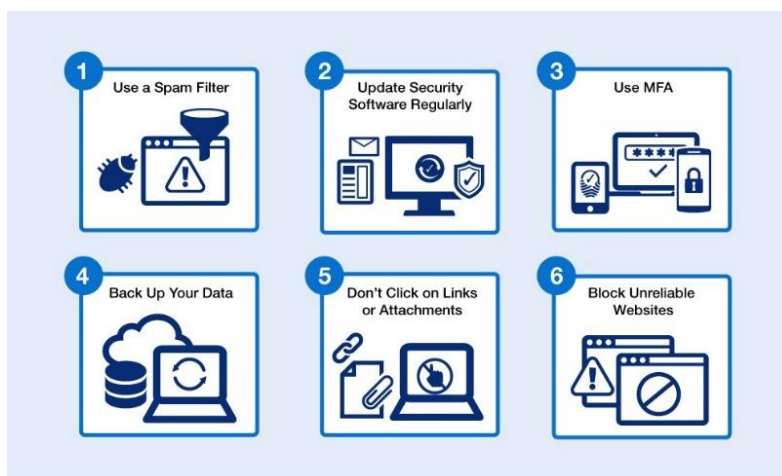 1
Use a Spam Filter
2
Update Security
Software Regularly
3
Use MFA
****
4
Back Up Your Data
5
Don't Click on Links
or Attachments
6
Block Unreliable
Websites